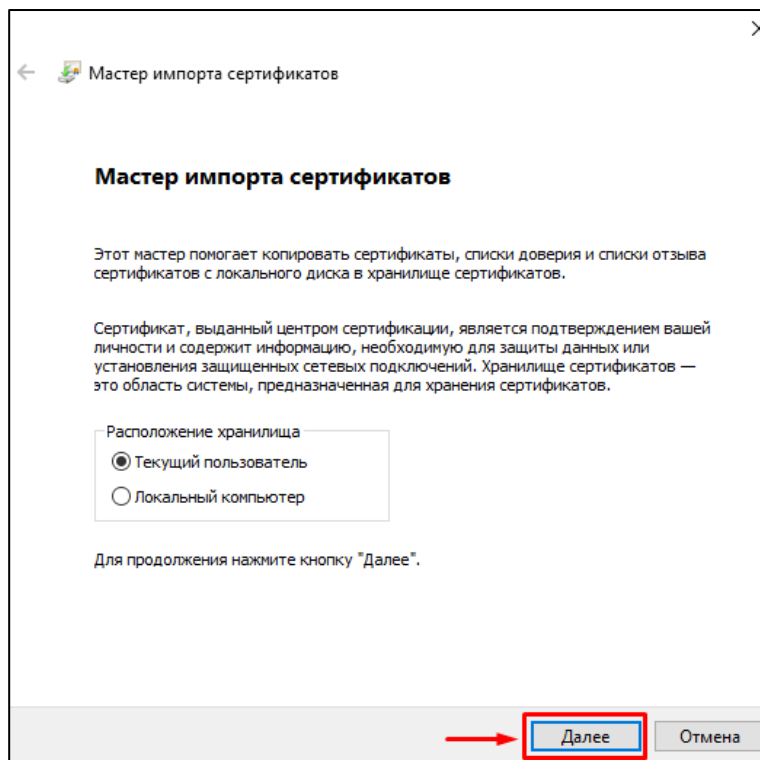 Мастер импорта сертификатов
Мастер импорта сертификатов
Этот мастер помогает копировать сертификаты, списки доверия и списки отзыва
сертификатов с локального диска в хранилище сертификатов.
Сертификат, выданный центром сертификации, является подтверждением вашей
личности и содержит информацию, необходимую для защиты данных или
установления защищенных сетевых подключений. Хранилище сертификатов —
это область системы, предназначенная для хранения сертификатов.
Расположение хранилища
Текущий пользователь
Локальный компьютер
Для продолжения нажмите кнопку "Далее".
Далее Отмена